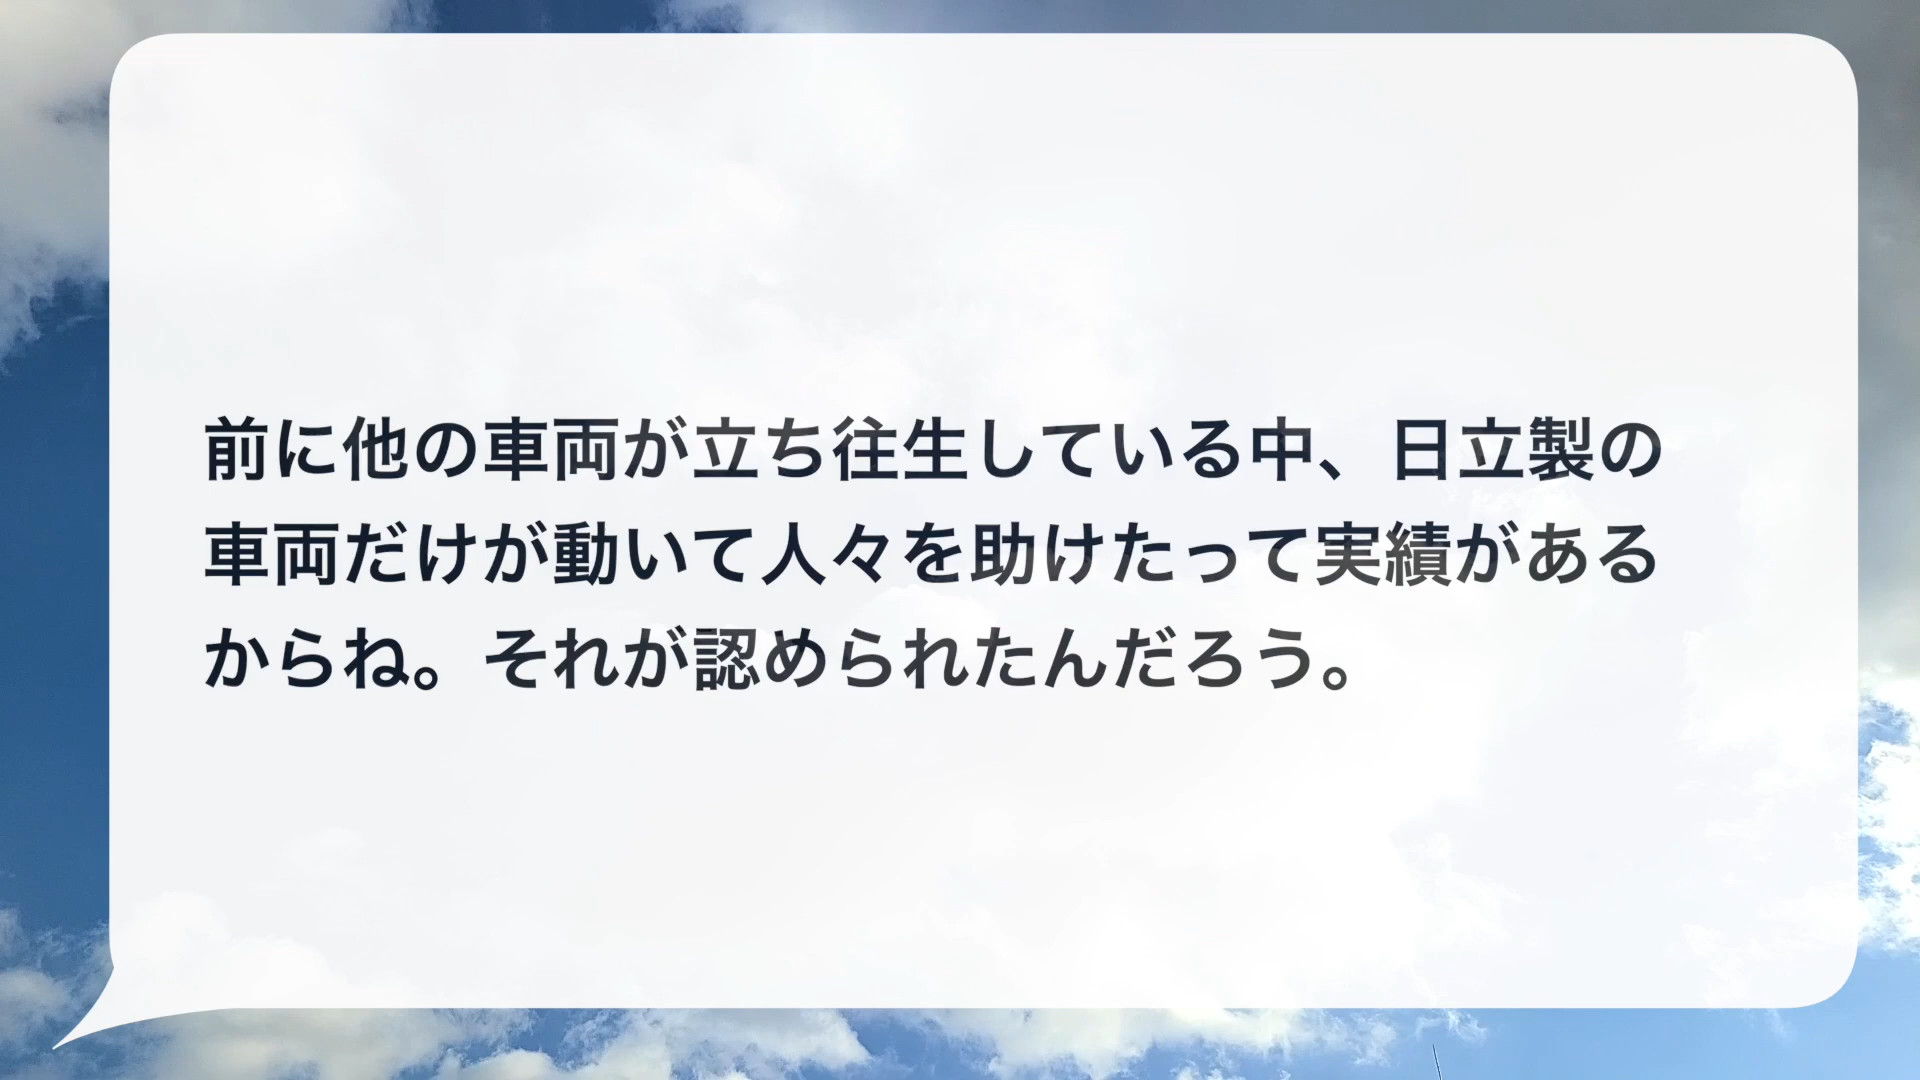 前に他の車両が立ち往生している中、日立製の
車両だけが動いて人々を助けたって実績がある
からね。それが認められたんだろう。